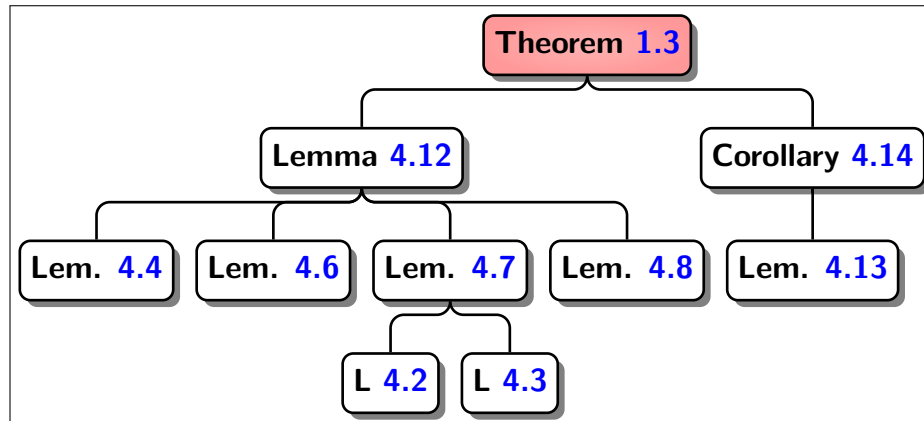 Theorem 1.3
Lemma 4.12
Corollary 4.14
Lem. 4.4
Lem. 4.6
Lem. 4.7
Lem. 4.8
Lem. 4.13
L 4.2
L 4.3